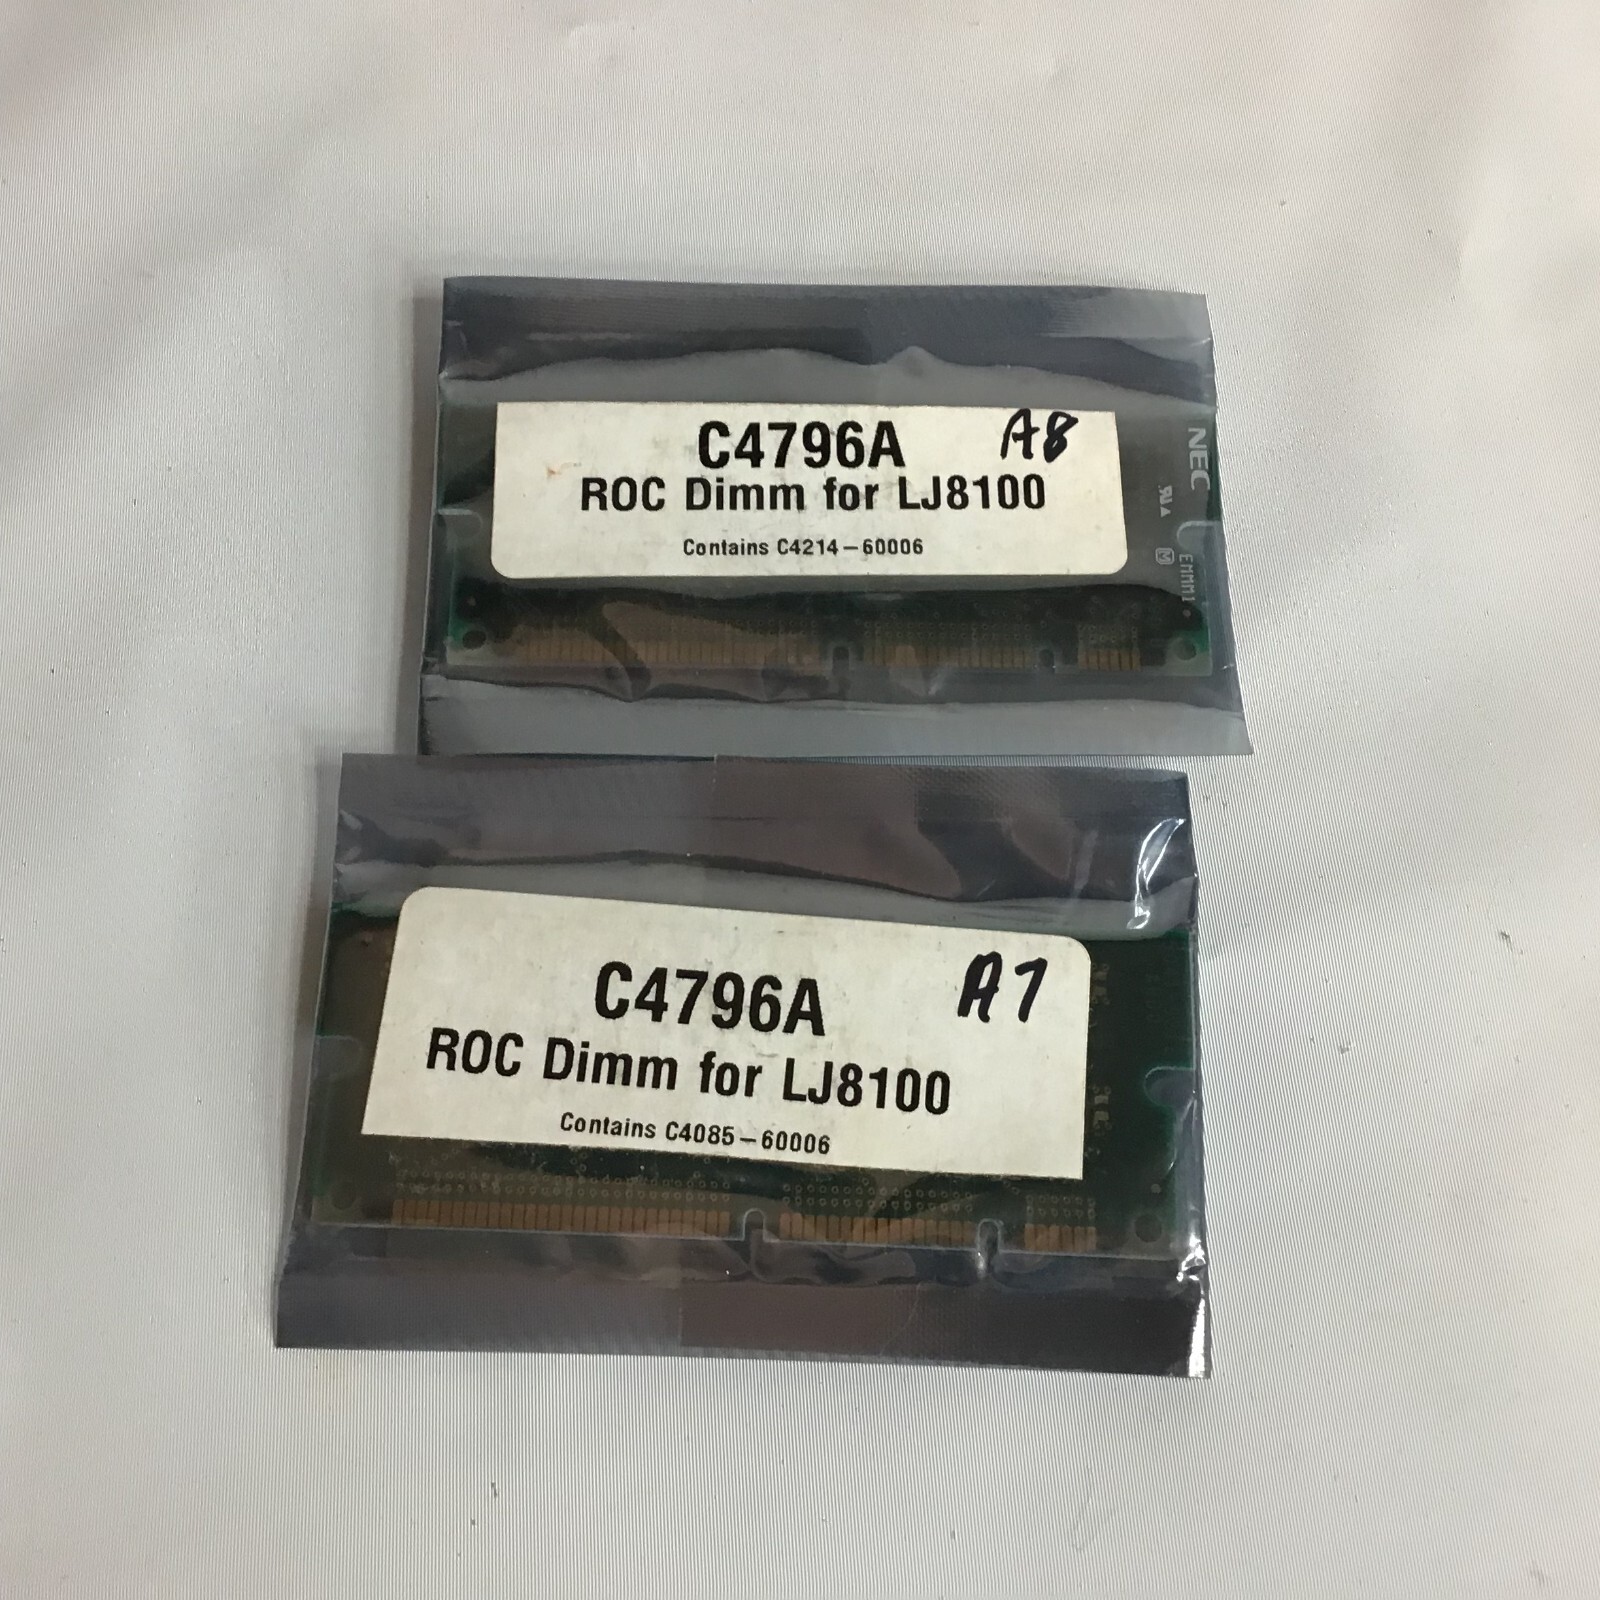 C4796A A8
ROC Dimm for LJ8100
Contains C4214-60006
NEC
EMMM1
C4796A A7
ROC Dimm for LJ8100
Contains C4085-60006